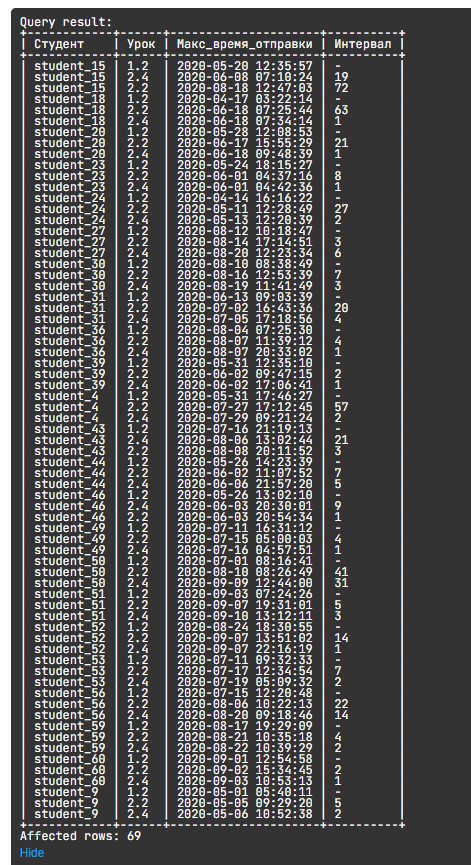 Query result:
+------------+------+---------------------+----------+
| Студент    | Урок | Макс_время_отправки | Интервал |
+------------+------+---------------------+----------+
| student_15 | 1.2  | 2020-05-20 12:35:57 | -        |
| student_15 | 2.4  | 2020-06-08 07:10:24 | 19       |
| student_15 | 2.2  | 2020-08-18 12:47:03 | 72       |
| student_18 | 1.2  | 2020-04-17 03:22:14 | -        |
| student_18 | 2.2  | 2020-06-18 07:25:44 | 63       |
| student_18 | 2.4  | 2020-06-18 07:34:14 | 1        |
| student_20 | 1.2  | 2020-05-28 12:08:53 | -        |
| student_20 | 2.2  | 2020-06-17 15:55:29 | 21       |
| student_20 | 2.4  | 2020-06-18 09:48:39 | 1        |
| student_23 | 1.2  | 2020-05-24 18:15:27 | -        |
| student_23 | 2.2  | 2020-06-01 04:37:16 | 8        |
| student_23 | 2.4  | 2020-06-01 04:42:36 | 1        |
| student_24 | 1.2  | 2020-04-14 16:16:22 | -        |
| student_24 | 2.2  | 2020-05-11 12:28:49 | 27       |
| student_24 | 2.4  | 2020-05-13 12:20:39 | 2        |
| student_27 | 1.2  | 2020-08-12 10:18:47 | -        |
| student_27 | 2.2  | 2020-08-14 17:14:51 | 3        |
| student_27 | 2.4  | 2020-08-20 12:23:34 | 6        |
| student_30 | 1.2  | 2020-08-10 08:38:49 | -        |
| student_30 | 2.2  | 2020-08-16 12:53:39 | 7        |
| student_30 | 2.4  | 2020-08-19 11:41:49 | 3        |
| student_31 | 1.2  | 2020-06-13 09:03:39 | -        |
| student_31 | 2.2  | 2020-07-02 16:43:36 | 20       |
| student_31 | 2.4  | 2020-07-05 17:18:56 | 4        |
| student_36 | 1.2  | 2020-08-04 07:25:30 | -        |
| student_36 | 2.2  | 2020-08-07 11:39:12 | 4        |
| student_36 | 2.4  | 2020-08-07 20:33:02 | 1        |
| student_39 | 1.2  | 2020-05-31 12:35:10 | -        |
| student_39 | 2.2  | 2020-06-02 09:47:15 | 2        |
| student_39 | 2.4  | 2020-06-02 17:06:41 | 1        |
| student_4  | 1.2  | 2020-05-31 17:46:27 | -        |
| student_4  | 2.2  | 2020-07-27 17:12:45 | 57       |
| student_4  | 2.4  | 2020-07-29 09:21:24 | 2        |
| student_43 | 1.2  | 2020-07-16 21:19:13 | -        |
| student_43 | 2.2  | 2020-08-06 13:02:44 | 21       |
| student_43 | 2.4  | 2020-08-08 20:11:52 | 3        |
| student_44 | 1.2  | 2020-05-26 14:23:39 | -        |
| student_44 | 2.2  | 2020-06-02 11:07:52 | 7        |
| student_44 | 2.4  | 2020-06-06 21:57:20 | 5        |
| student_46 | 1.2  | 2020-05-26 13:02:10 | -        |
| student_46 | 2.2  | 2020-06-03 20:30:01 | 9        |
| student_46 | 2.4  | 2020-06-03 20:54:34 | 1        |
| student_49 | 1.2  | 2020-07-11 16:31:12 | -        |
| student_49 | 2.2  | 2020-07-15 05:00:03 | 4        |
| student_49 | 2.4  | 2020-07-16 04:57:51 | 1        |
| student_50 | 1.2  | 2020-07-01 08:16:41 | -        |
| student_50 | 2.2  | 2020-08-10 08:26:49 | 41       |
| student_50 | 2.4  | 2020-09-09 12:44:00 | 31       |
| student_51 | 1.2  | 2020-09-03 07:24:26 | -        |
| student_51 | 2.2  | 2020-09-07 19:31:01 | 5        |
| student_51 | 2.4  | 2020-09-10 13:12:11 | 3        |
| student_52 | 1.2  | 2020-08-24 18:30:55 | -        |
| student_52 | 2.2  | 2020-09-07 13:51:02 | 14       |
| student_52 | 2.4  | 2020-09-07 22:16:19 | 1        |
| student_53 | 1.2  | 2020-07-11 09:32:33 | -        |
| student_53 | 2.2  | 2020-07-17 12:34:54 | 7        |
| student_53 | 2.4  | 2020-07-19 05:09:32 | 2        |
| student_56 | 1.2  | 2020-07-15 12:20:48 | -        |
| student_56 | 2.2  | 2020-08-06 10:22:13 | 22       |
| student_56 | 2.4  | 2020-08-20 09:18:46 | 14       |
| student_59 | 1.2  | 2020-08-17 19:29:09 | -        |
| student_59 | 2.2  | 2020-08-21 10:35:18 | 4        |
| student_59 | 2.4  | 2020-08-22 10:39:29 | 2        |
| student_60 | 1.2  | 2020-09-01 12:54:58 | -        |
| student_60 | 2.2  | 2020-09-02 15:34:45 | 2        |
| student_60 | 2.4  | 2020-09-03 10:53:13 | 1        |
| student_9  | 1.2  | 2020-05-01 05:40:11 | -        |
| student_9  | 2.2  | 2020-05-05 09:29:20 | 5        |
| student_9  | 2.4  | 2020-05-06 10:52:38 | 2        |
+------------+------+---------------------+----------+
Affected rows: 69
Hide